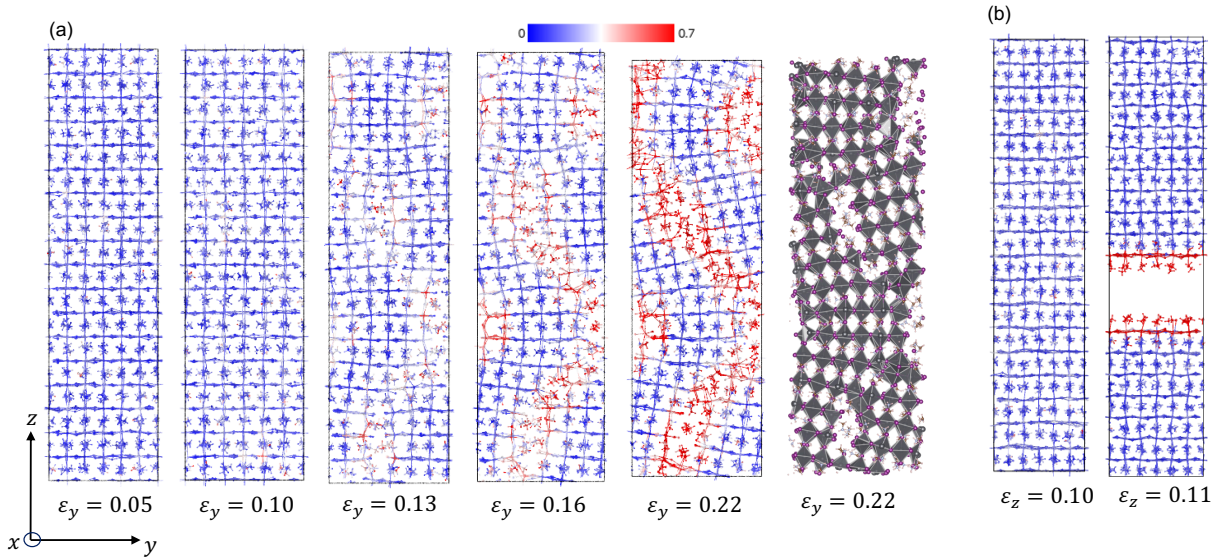 (a)
0
0.7
(b)
z
x
y
ε_y = 0.05
ε_y = 0.10
ε_y = 0.13
ε_y = 0.16
ε_y = 0.22
ε_y = 0.22
ε_z = 0.10
ε_z = 0.11